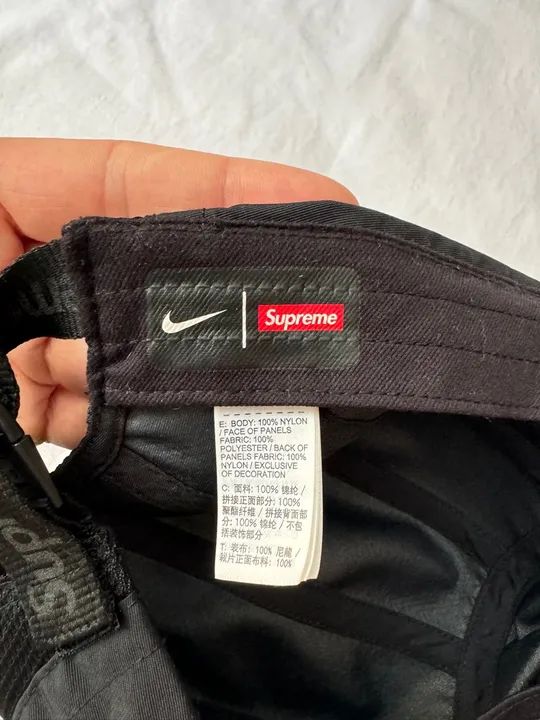 Supreme
E: BODY: 100% NYLON
/ FACE OF PANELS
FABRIC: 100%
POLYESTER / BACK OF
PANELS FABRIC: 100%
NYLON / EXCLUSIVE
OF DECORATION
C: 面料: 100% 锦纶 /
拼接正面部分: 100%
聚酯纤维 / 拼接背面部
分: 100% 锦纶 / 不包
括装饰部分
T: 表布: 100% 尼龍 /
裁片正面布料: 100%
Sup